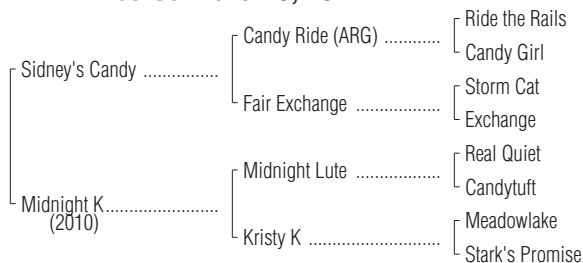 Sidney's Candy ................
Midnight K........................
(2010)
Candy Ride (ARG) ............
Fair Exchange ..................
Midnight Lute ..................
Kristy K ............................
Ride the Rails
Candy Girl
Storm Cat
Exchange
Real Quiet
Candytuft
Meadowlake
Stark's Promise